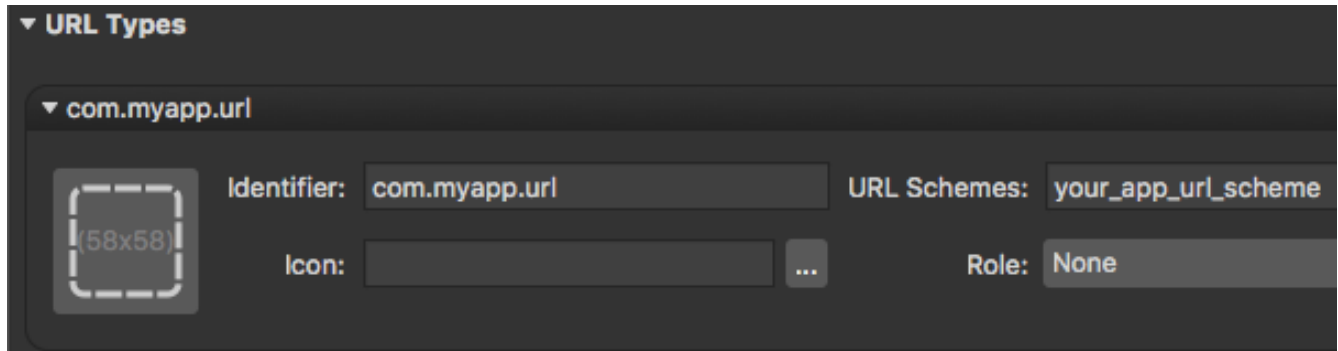 URL Types
com.myapp.url
Identifier: com.myapp.url URL Schemes: your_app_url_scheme
(58x58)
Icon: ... Role: None